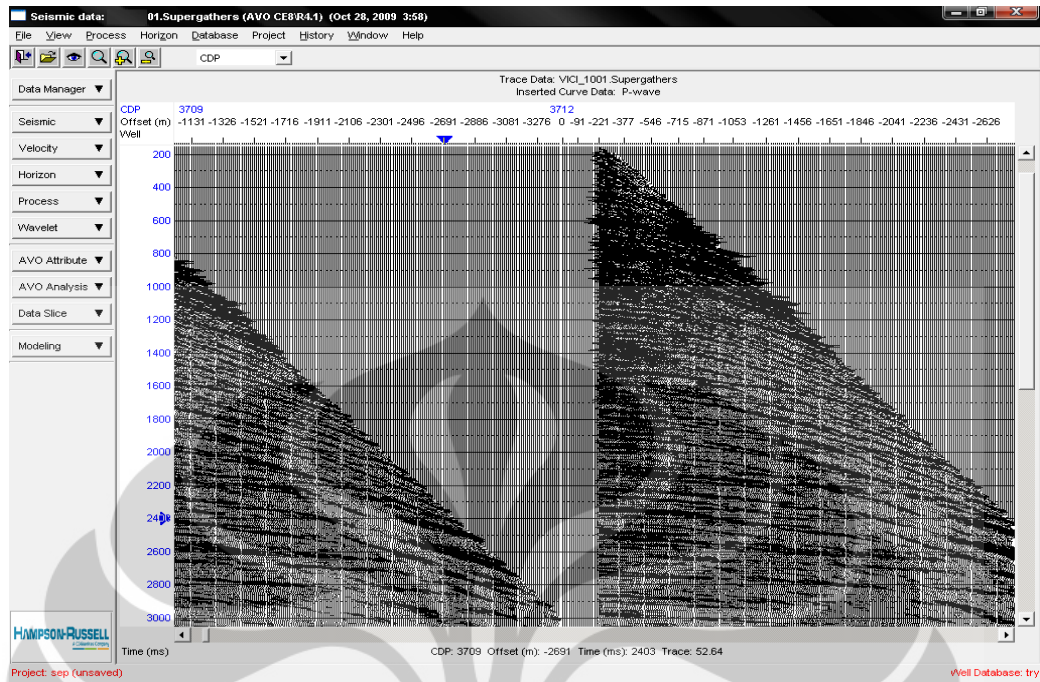 Seismic data: 01.Supergathers (AVO CE8\R4.1) (Oct 28, 2009 3:58)
File View Process Horizon Database Project History Window Help
CDP
Data Manager
Seismic
Velocity
Horizon
Process
Wavelet
AVO Attribute
AVO Analysis
Data Slice
Modeling
Trace Data: VICI_1001.Supergathers
Inserted Curve Data: P-wave
CDP 3709 3712
Offset (m) -1131 -1326 -1521 -1716 -1911 -2106 -2301 -2496 -2691 -2886 -3081 -3276 0 -91 -221 -377 -546 -715 -871 -1053 -1261 -1456 -1651 -1846 -2041 -2236 -2431 -2626
Well
200
400
600
800
1000
1200
1400
1600
1800
2000
2200
2600
2800
3000
HAMPSON-RUSSELL
Time (ms) CDP: 3709 Offset (m): -2691 Time (ms): 2403 Trace: 52.64
Project: sep (unsaved) Well Database: try